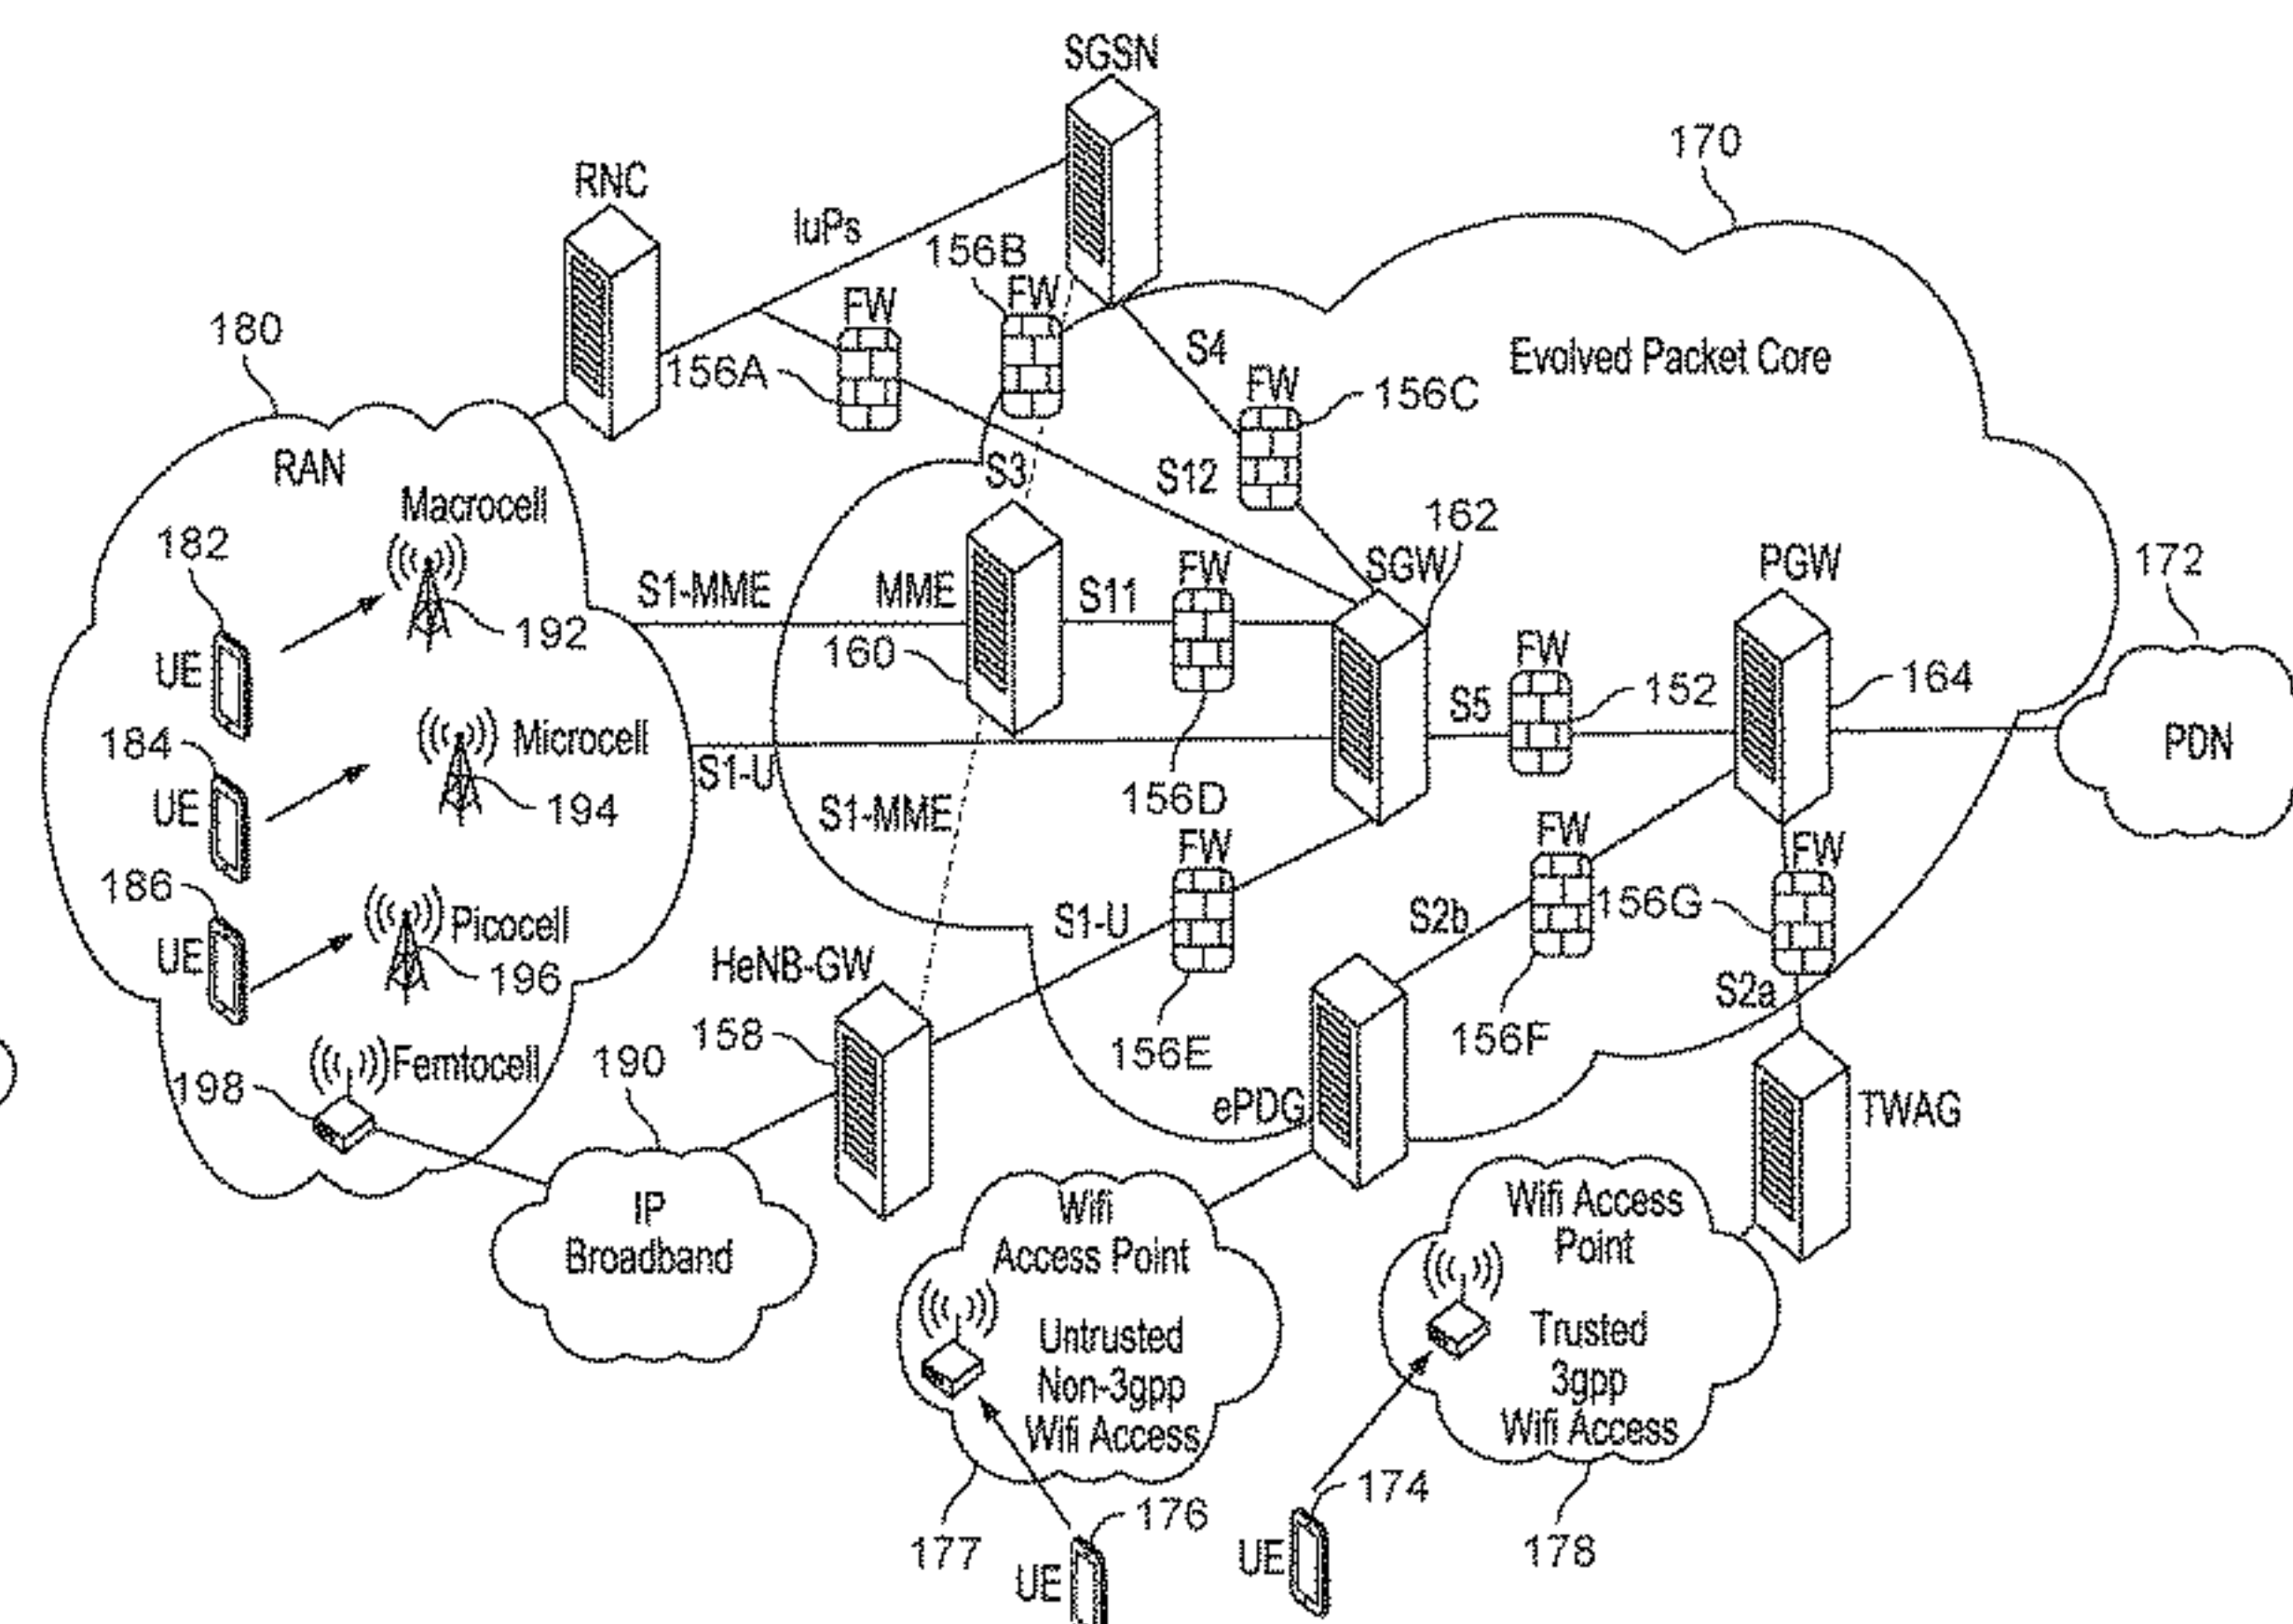 SGSN
170
RNC
IuPs
156B
FW
FW
180
S4
Evolved Packet Core
156A
FW
156C
RAN
S3
S12
Macrocell
162
182
FW
SGW
PGW
172
S1-MME
MME
S11
192
160
FW
UE
S5
152
164
184
Microcell
PDN
S1-U
156D
UE
194
S1-MME
FW
FW
FW
186
Picocell
S1-U
S2b
156G
UE
196
HeNB-GW
S2a
158
156E
156F
198
Femtocell
190
ePDG
TWAG
IP
Broadband
Wifi
Access Point
Untrusted
Non-3gpp
Wifi Access
Wifi Access
Point
Trusted
3gpp
Wifi Access
174
176
177
UE
UE
178